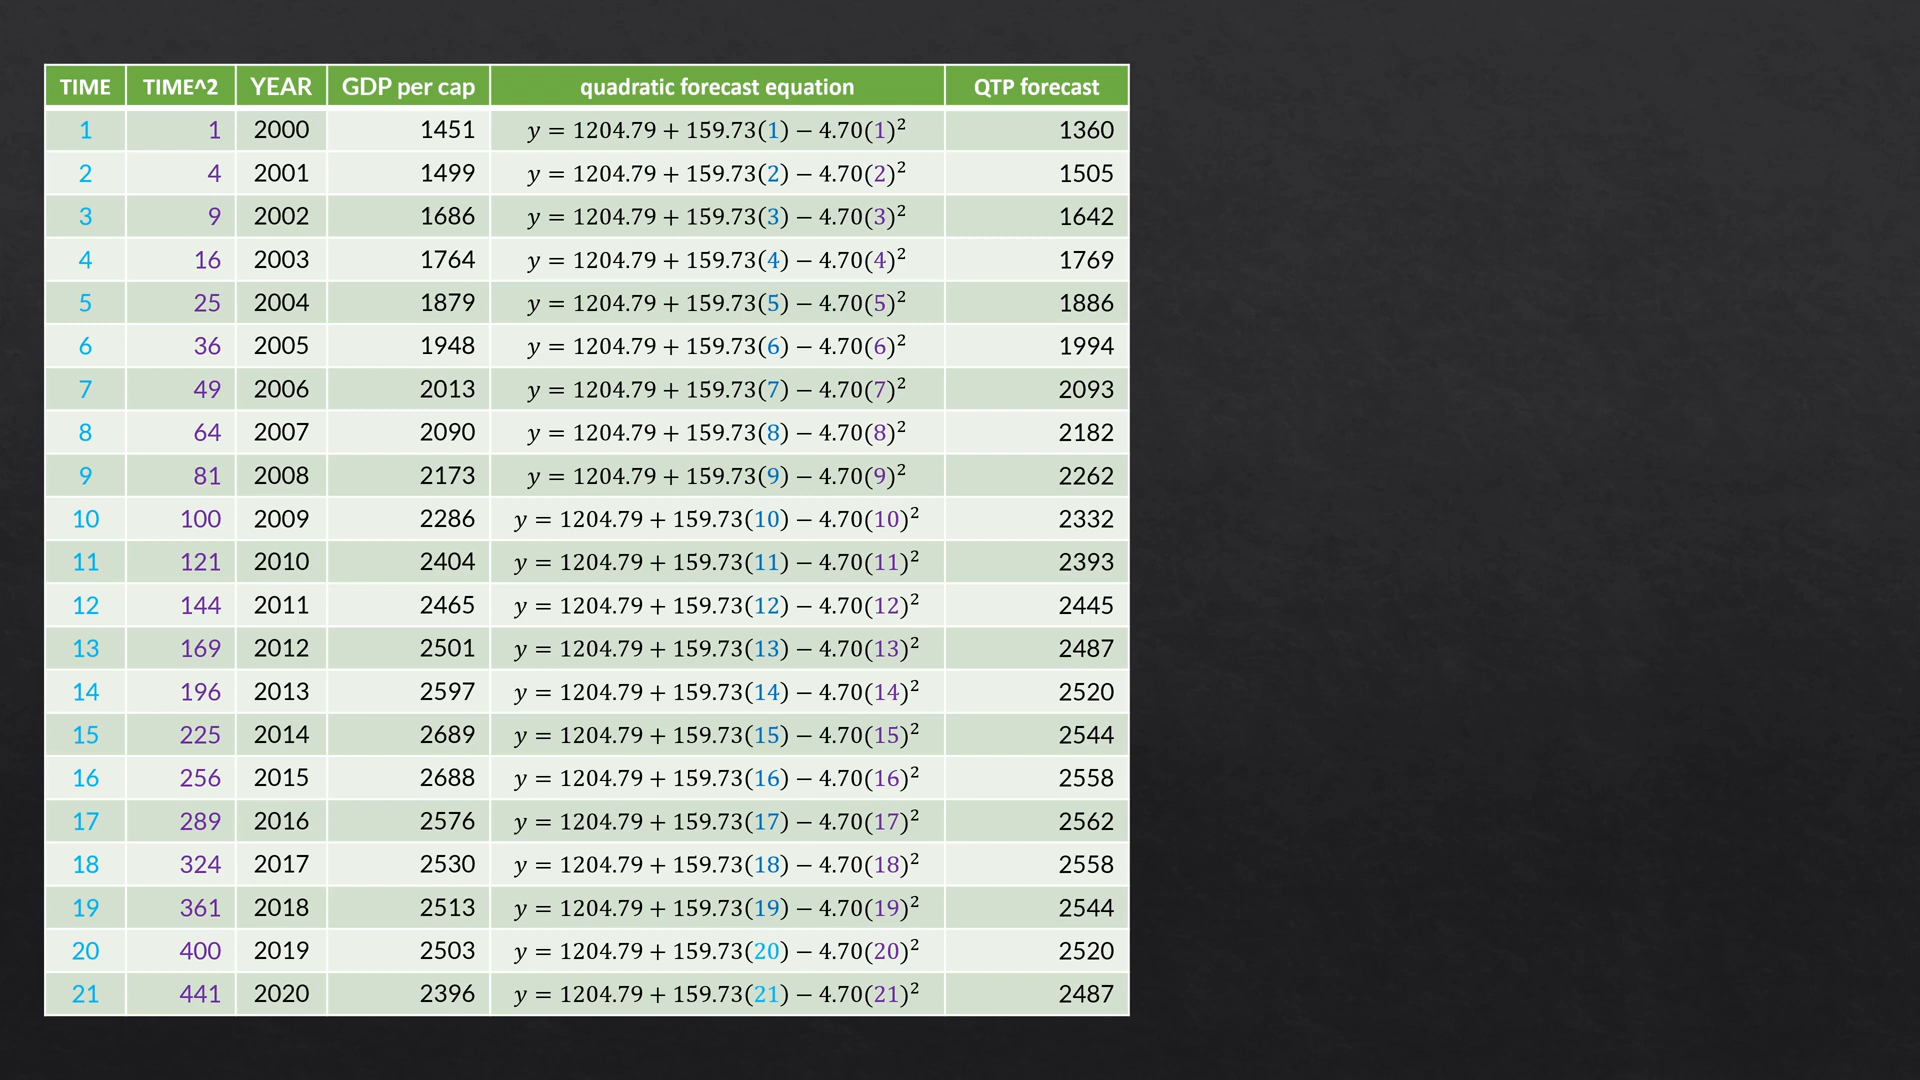 TIME TIME^2 YEAR GDP per cap quadratic forecast equation QTP forecast
1 1 2000 1451 y = 1204.79 + 159.73(1) − 4.70(1)² 1360
2 4 2001 1499 y = 1204.79 + 159.73(2) − 4.70(2)² 1505
3 9 2002 1686 y = 1204.79 + 159.73(3) − 4.70(3)² 1642
4 16 2003 1764 y = 1204.79 + 159.73(4) − 4.70(4)² 1769
5 25 2004 1879 y = 1204.79 + 159.73(5) − 4.70(5)² 1886
6 36 2005 1948 y = 1204.79 + 159.73(6) − 4.70(6)² 1994
7 49 2006 2013 y = 1204.79 + 159.73(7) − 4.70(7)² 2093
8 64 2007 2090 y = 1204.79 + 159.73(8) − 4.70(8)² 2182
9 81 2008 2173 y = 1204.79 + 159.73(9) − 4.70(9)² 2262
10 100 2009 2286 y = 1204.79 + 159.73(10) − 4.70(10)² 2332
11 121 2010 2404 y = 1204.79 + 159.73(11) − 4.70(11)² 2393
12 144 2011 2465 y = 1204.79 + 159.73(12) − 4.70(12)² 2445
13 169 2012 2501 y = 1204.79 + 159.73(13) − 4.70(13)² 2487
14 196 2013 2597 y = 1204.79 + 159.73(14) − 4.70(14)² 2520
15 225 2014 2689 y = 1204.79 + 159.73(15) − 4.70(15)² 2544
16 256 2015 2688 y = 1204.79 + 159.73(16) − 4.70(16)² 2558
17 289 2016 2576 y = 1204.79 + 159.73(17) − 4.70(17)² 2562
18 324 2017 2530 y = 1204.79 + 159.73(18) − 4.70(18)² 2558
19 361 2018 2513 y = 1204.79 + 159.73(19) − 4.70(19)² 2544
20 400 2019 2503 y = 1204.79 + 159.73(20) − 4.70(20)² 2520
21 441 2020 2396 y = 1204.79 + 159.73(21) − 4.70(21)² 2487